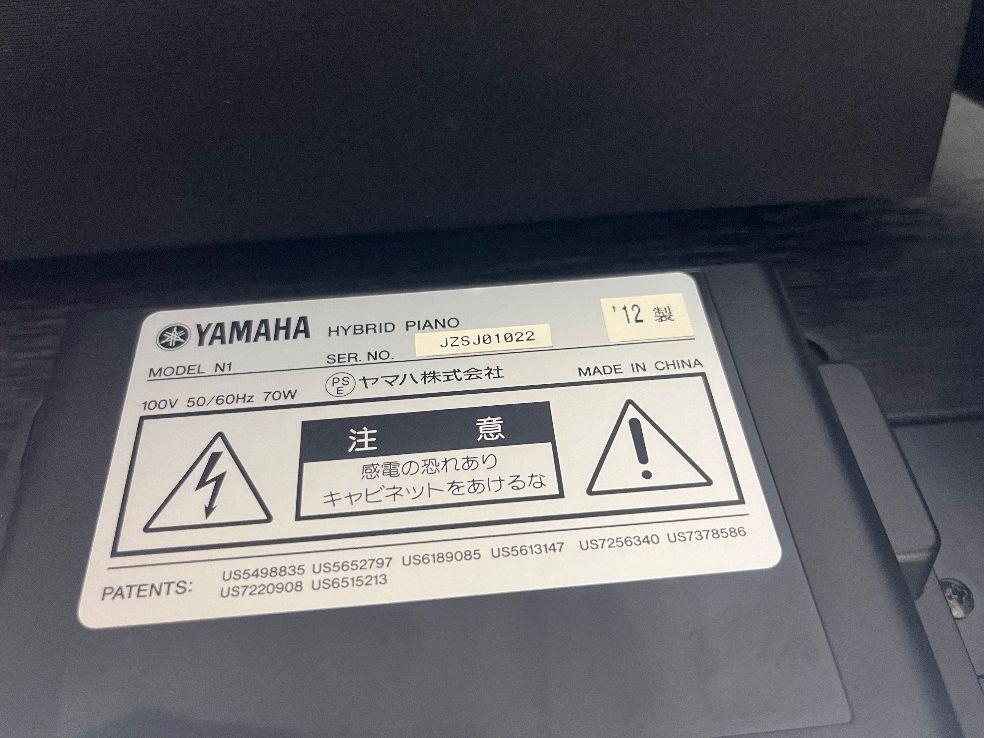 YAMAHA HYBRID PIANO
'12 製
MODEL N1
SER. NO. JZSJ01022
100V 50/60Hz 70W
PS E ヤマハ株式会社
MADE IN CHINA
注 意
感電の恐れあり
キャビネットをあけるな
PATENTS: US5498835 US5652797 US6189085 US5613147 US7256340 US7378586
US7220908 US6515213